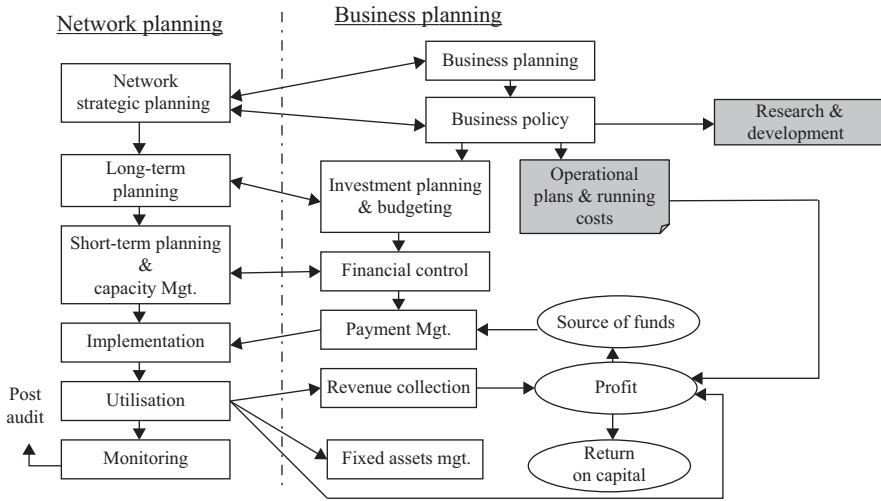 Network planning
Business planning
Network
strategic planning
Business planning
Business policy
Research &
development
Long-term
planning
Investment planning
& budgeting
Operational
plans & running
costs
Short-term planning
&
capacity Mgt.
Financial control
Implementation
Payment Mgt.
Source of funds
Post
audit
Utilisation
Revenue collection
Profit
Monitoring
Fixed assets mgt.
Return
on capital